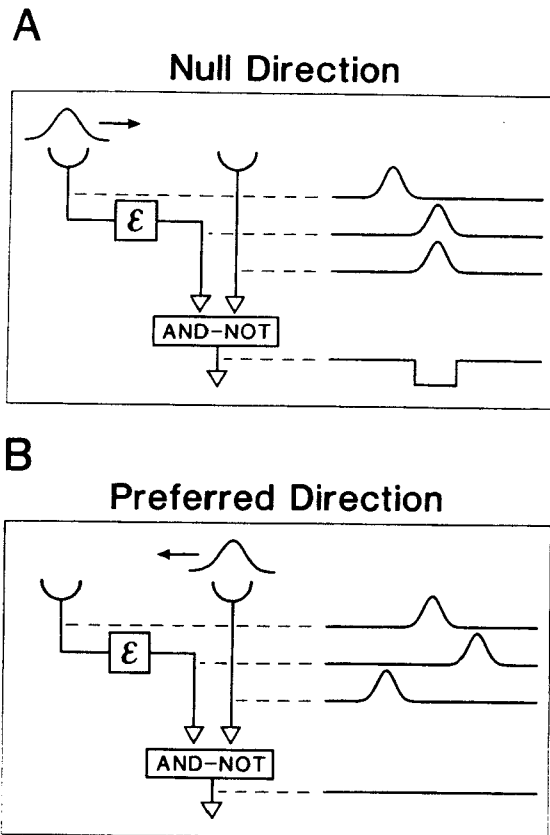 A
Null Direction
ε
AND-NOT
B
Preferred Direction
ε
AND-NOT